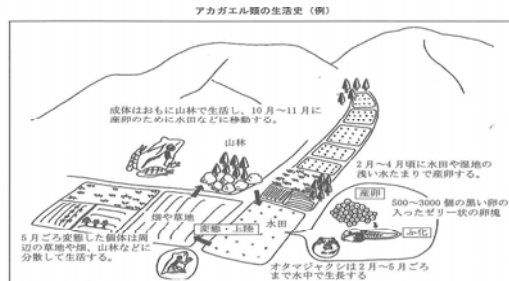 アカガエル類の生活史（例）
成体はおもに山林で生活し、10月～11月に
産卵のために水田などに移動する。
山林
2月～4月頃に水田や湿地の
浅い水たまりで産卵する。
産卵
500～3000個の黒い卵の
入ったゼリー状の卵塊
畑や草地
水田
変態・上陸
ふ化
5月ごろ変態した個体は周
辺の草地や畑、山林などに
分散して生活する。
オタマジャクシは2月～5月ごろ
まで水中で生長する